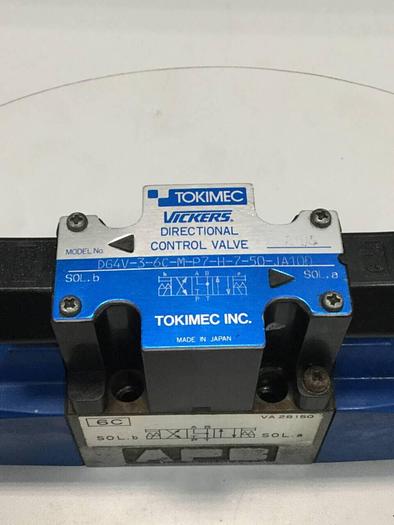 TOKIMEC
VICKERS®
DIRECTIONAL
CONTROL VALVE
MODEL No.
DG4V-3-6C-M-P7-H-7-50-JA100
SOL.b
SOL.a
b A B a
P T
TOKIMEC INC.
MADE IN JAPAN
6C
VA 28150
SOL.b
SOL.a